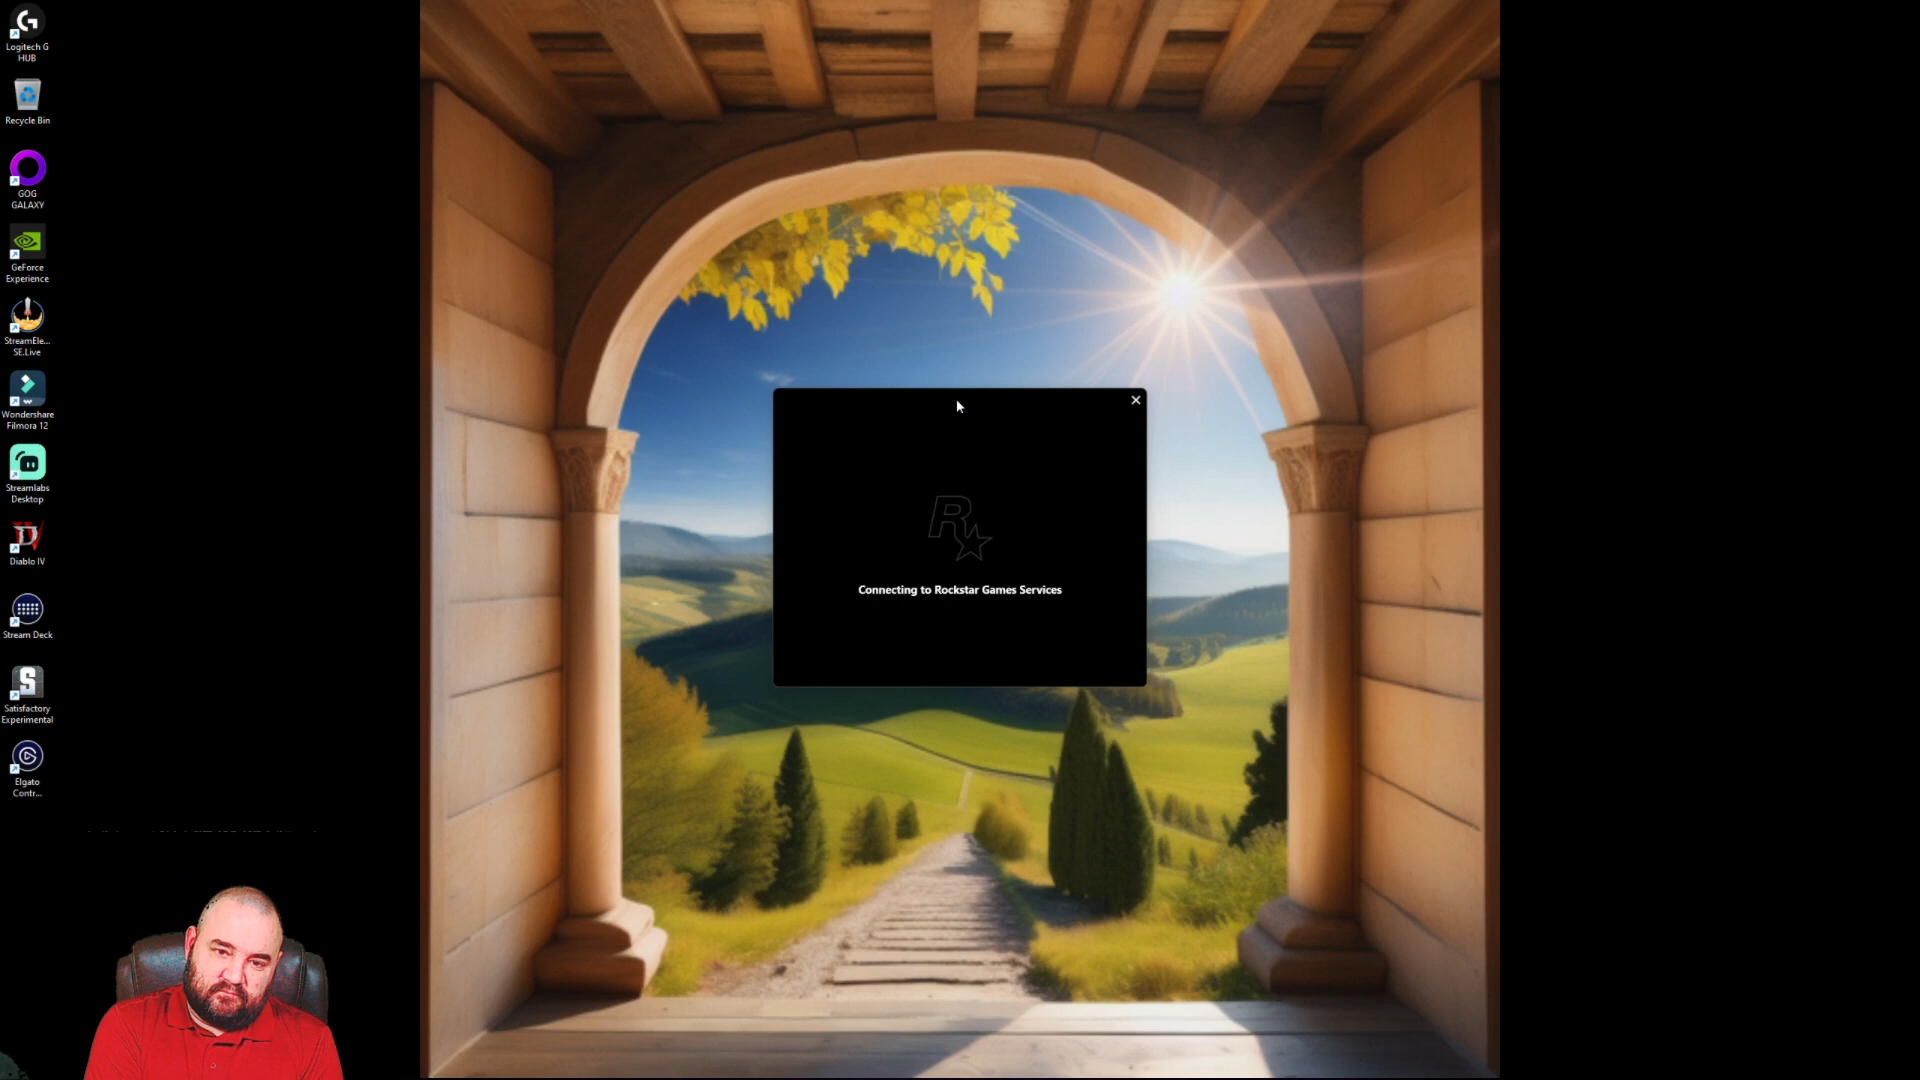 Logitech G
HUB
Recycle Bin
GOG
GALAXY
GeForce
Experience
StreamEle...
SE.Live
Wondershare
Filmora 12
Streamlabs
Desktop
Diablo IV
Stream Deck
Satisfactory
Experimental
Elgato
Contr...
Connecting to Rockstar Games Services